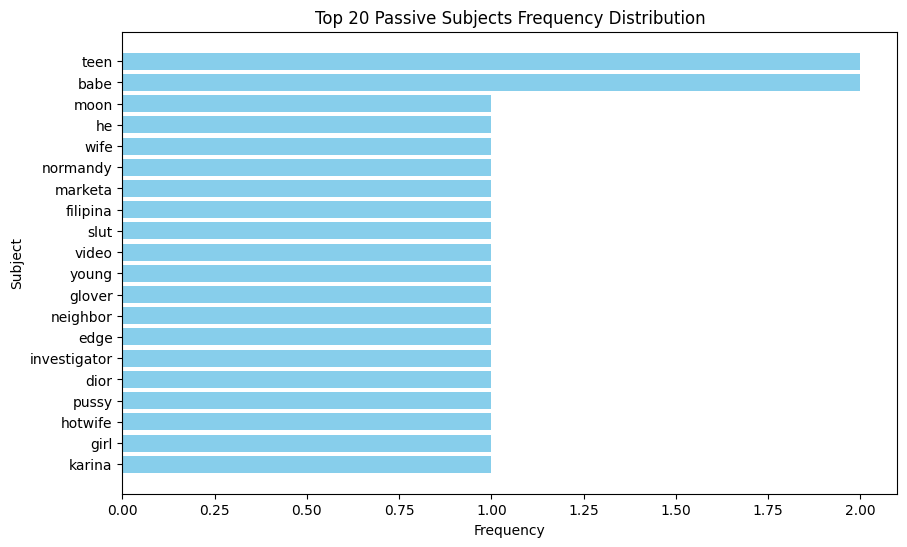 Top 20 Passive Subjects Frequency Distribution
Subject
teen
babe
moon
he
wife
normandy
marketa
filipina
slut
video
young
glover
neighbor
edge
investigator
dior
pussy
hotwife
girl
karina
0.00 0.25 0.50 0.75 1.00 1.25 1.50 1.75 2.00
Frequency